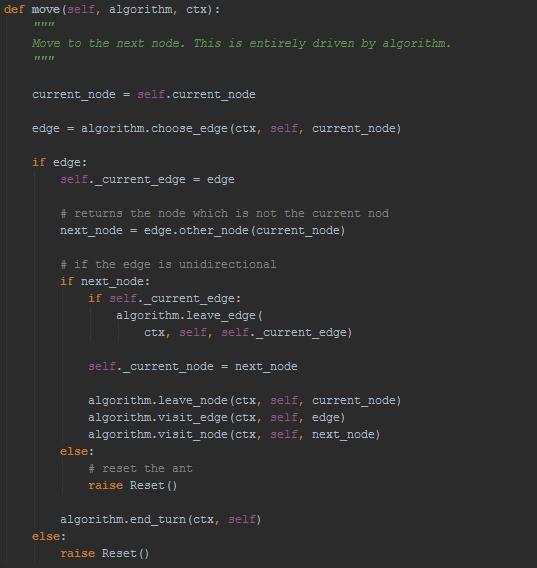 def move(self, algorithm, ctx):
    """
    Move to the next node. This is entirely driven by algorithm.
    """

    current_node = self.current_node

    edge = algorithm.choose_edge(ctx, self, current_node)

    if edge:
        self._current_edge = edge

        # returns the node which is not the current nod
        next_node = edge.other_node(current_node)

        # if the edge is unidirectional
        if next_node:
            if self._current_edge:
                algorithm.leave_edge(
                    ctx, self, self._current_edge)

            self._current_node = next_node

            algorithm.leave_node(ctx, self, current_node)
            algorithm.visit_edge(ctx, self, edge)
            algorithm.visit_node(ctx, self, next_node)
        else:
            # reset the ant
            raise Reset()

        algorithm.end_turn(ctx, self)
    else:
        raise Reset()